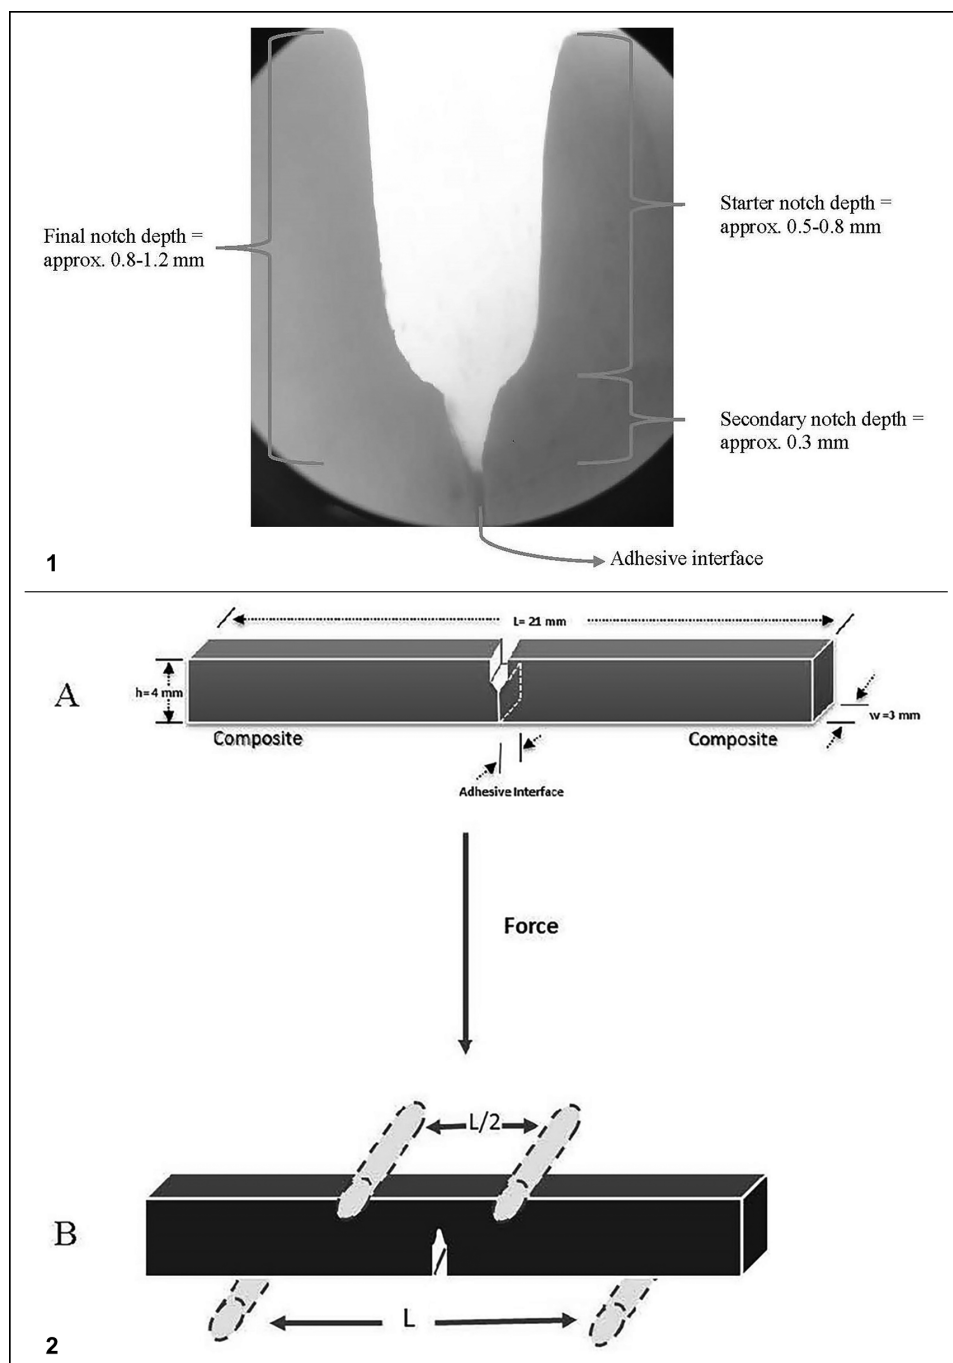 Final notch depth =
approx. 0.8-1.2 mm
Starter notch depth =
approx. 0.5-0.8 mm
Secondary notch depth =
approx. 0.3 mm
Adhesive interface
1
L= 21 mm
A
h=4 mm
w =3 mm
Composite
Composite
Adhesive Interface
Force
L/2
B
L
2